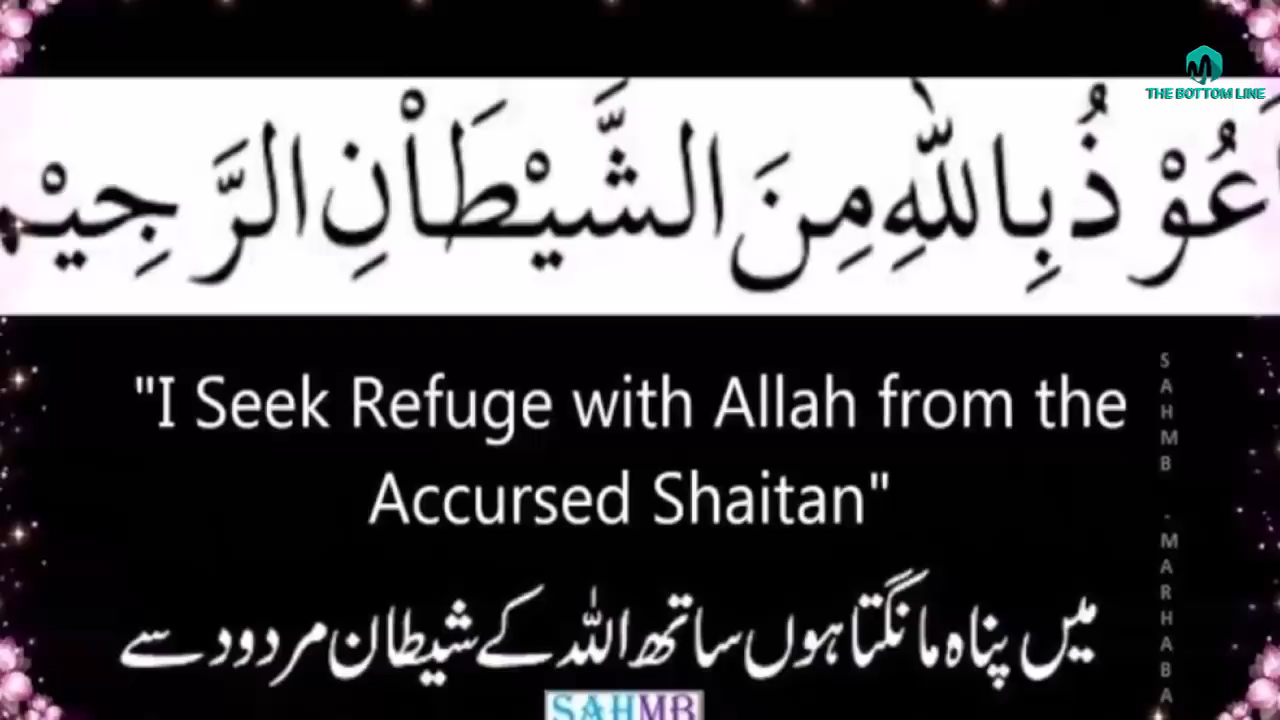 THE BOTTOM LINE
عُوْذُ بِاللّٰهِ مِنَ الشَّيْطَاْنِ الرَّجِيْم
"I Seek Refuge with Allah from the
Accursed Shaitan"
میں پناہ مانگتا ہوں ساتھ اللہ کے شیطان مردود سے
SAHMB - MARHABA
SAHMB